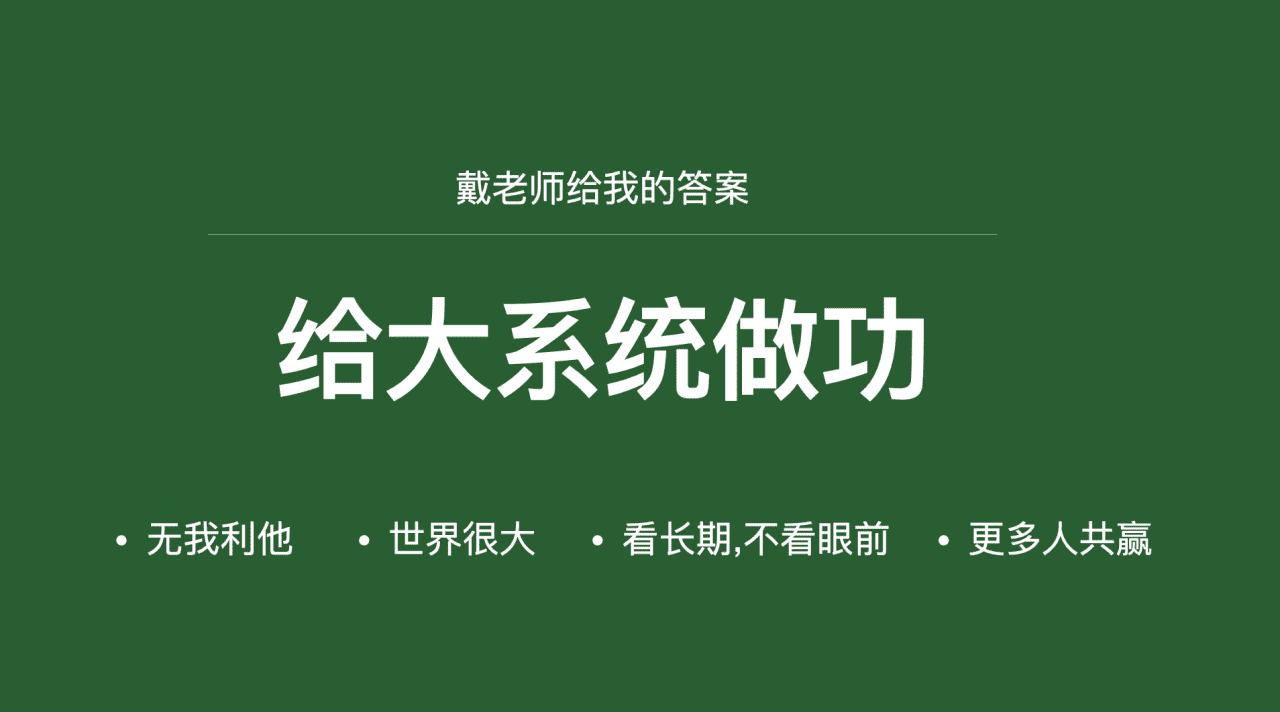 戴老师给我的答案
给大系统做功
• 无我利他 • 世界很大 • 看长期,不看眼前 • 更多人共赢